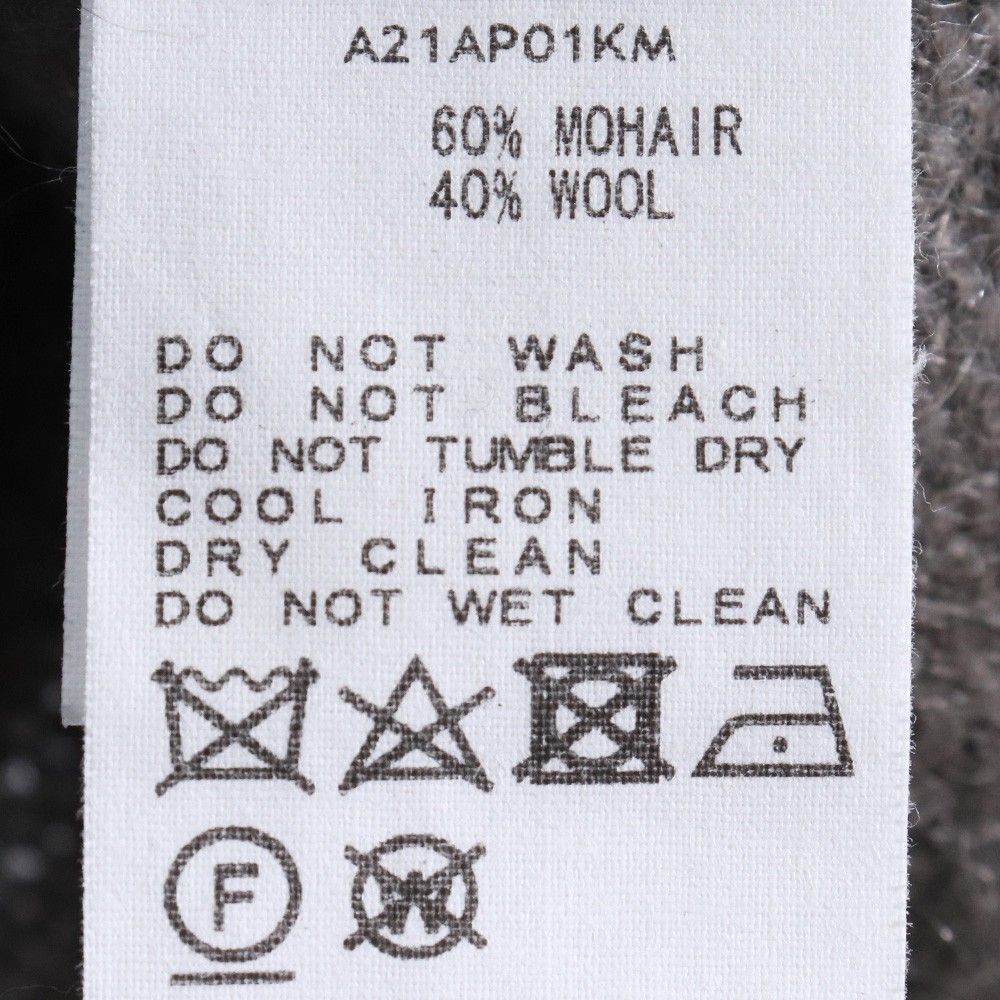 A21AP01KM
60% MOHAIR
40% WOOL
DO NOT WASH
DO NOT BLEACH
DO NOT TUMBLE DRY
COOL IRON
DRY CLEAN
DO NOT WET CLEAN
F
W